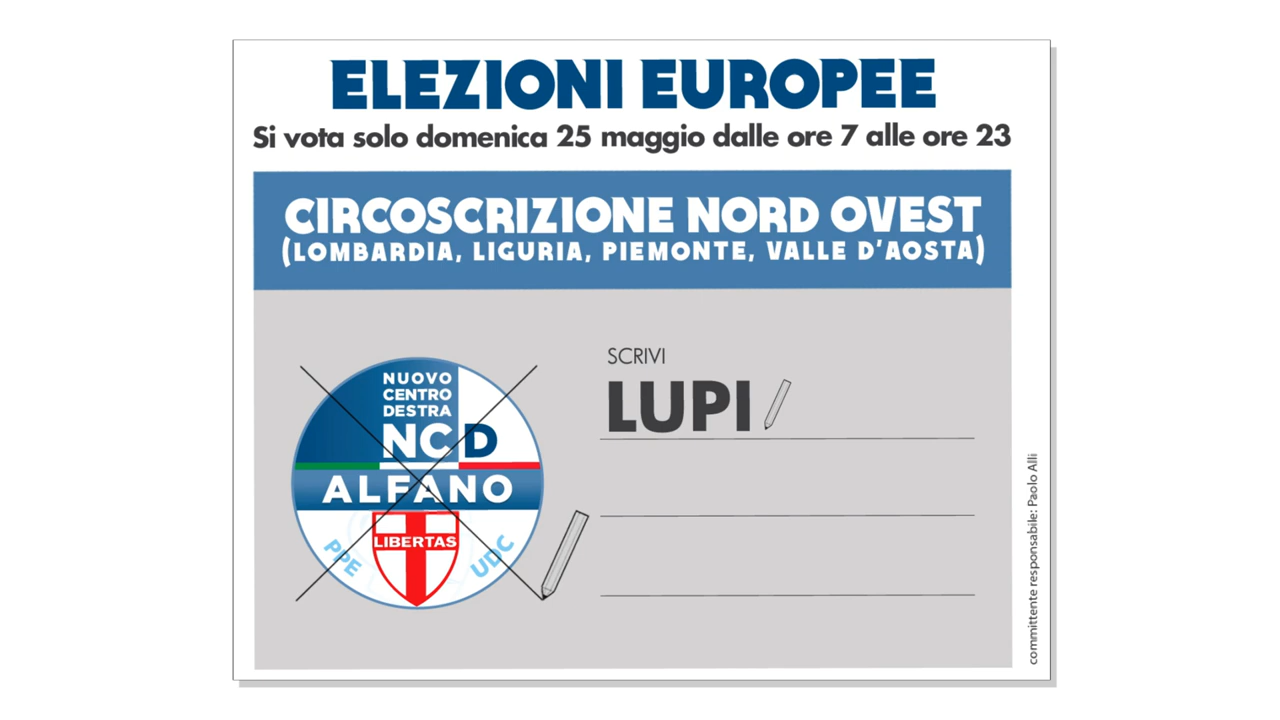 ELEZIONI EUROPEE
Si vota solo domenica 25 maggio dalle ore 7 alle ore 23
CIRCOSCRIZIONE NORD OVEST
(LOMBARDIA, LIGURIA, PIEMONTE, VALLE D'AOSTA)
NUOVO
CENTRO
DESTRA
NCD
ALFANO
LIBERTAS
PPE
UDC
SCRIVI
LUPI
committente responsabile: Paolo Alli